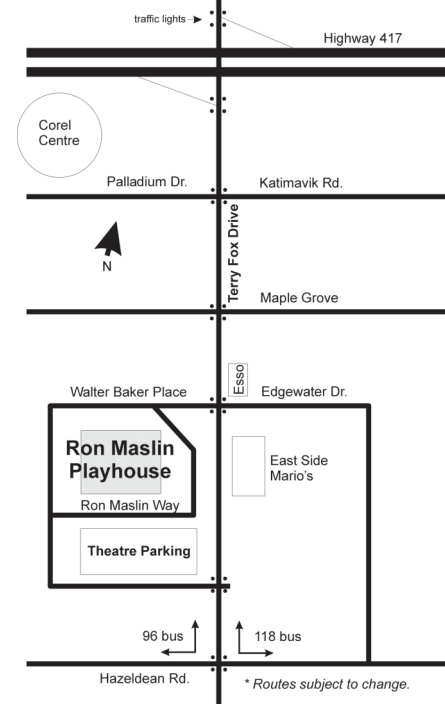 traffic lights
Highway 417
Corel
Centre
Palladium Dr.
Katimavik Rd.
N
Terry Fox Drive
Maple Grove
Esso
Walter Baker Place
Edgewater Dr.
Ron Maslin
Playhouse
East Side
Mario's
Ron Maslin Way
Theatre Parking
96 bus
118 bus
Hazeldean Rd.
* Routes subject to change.